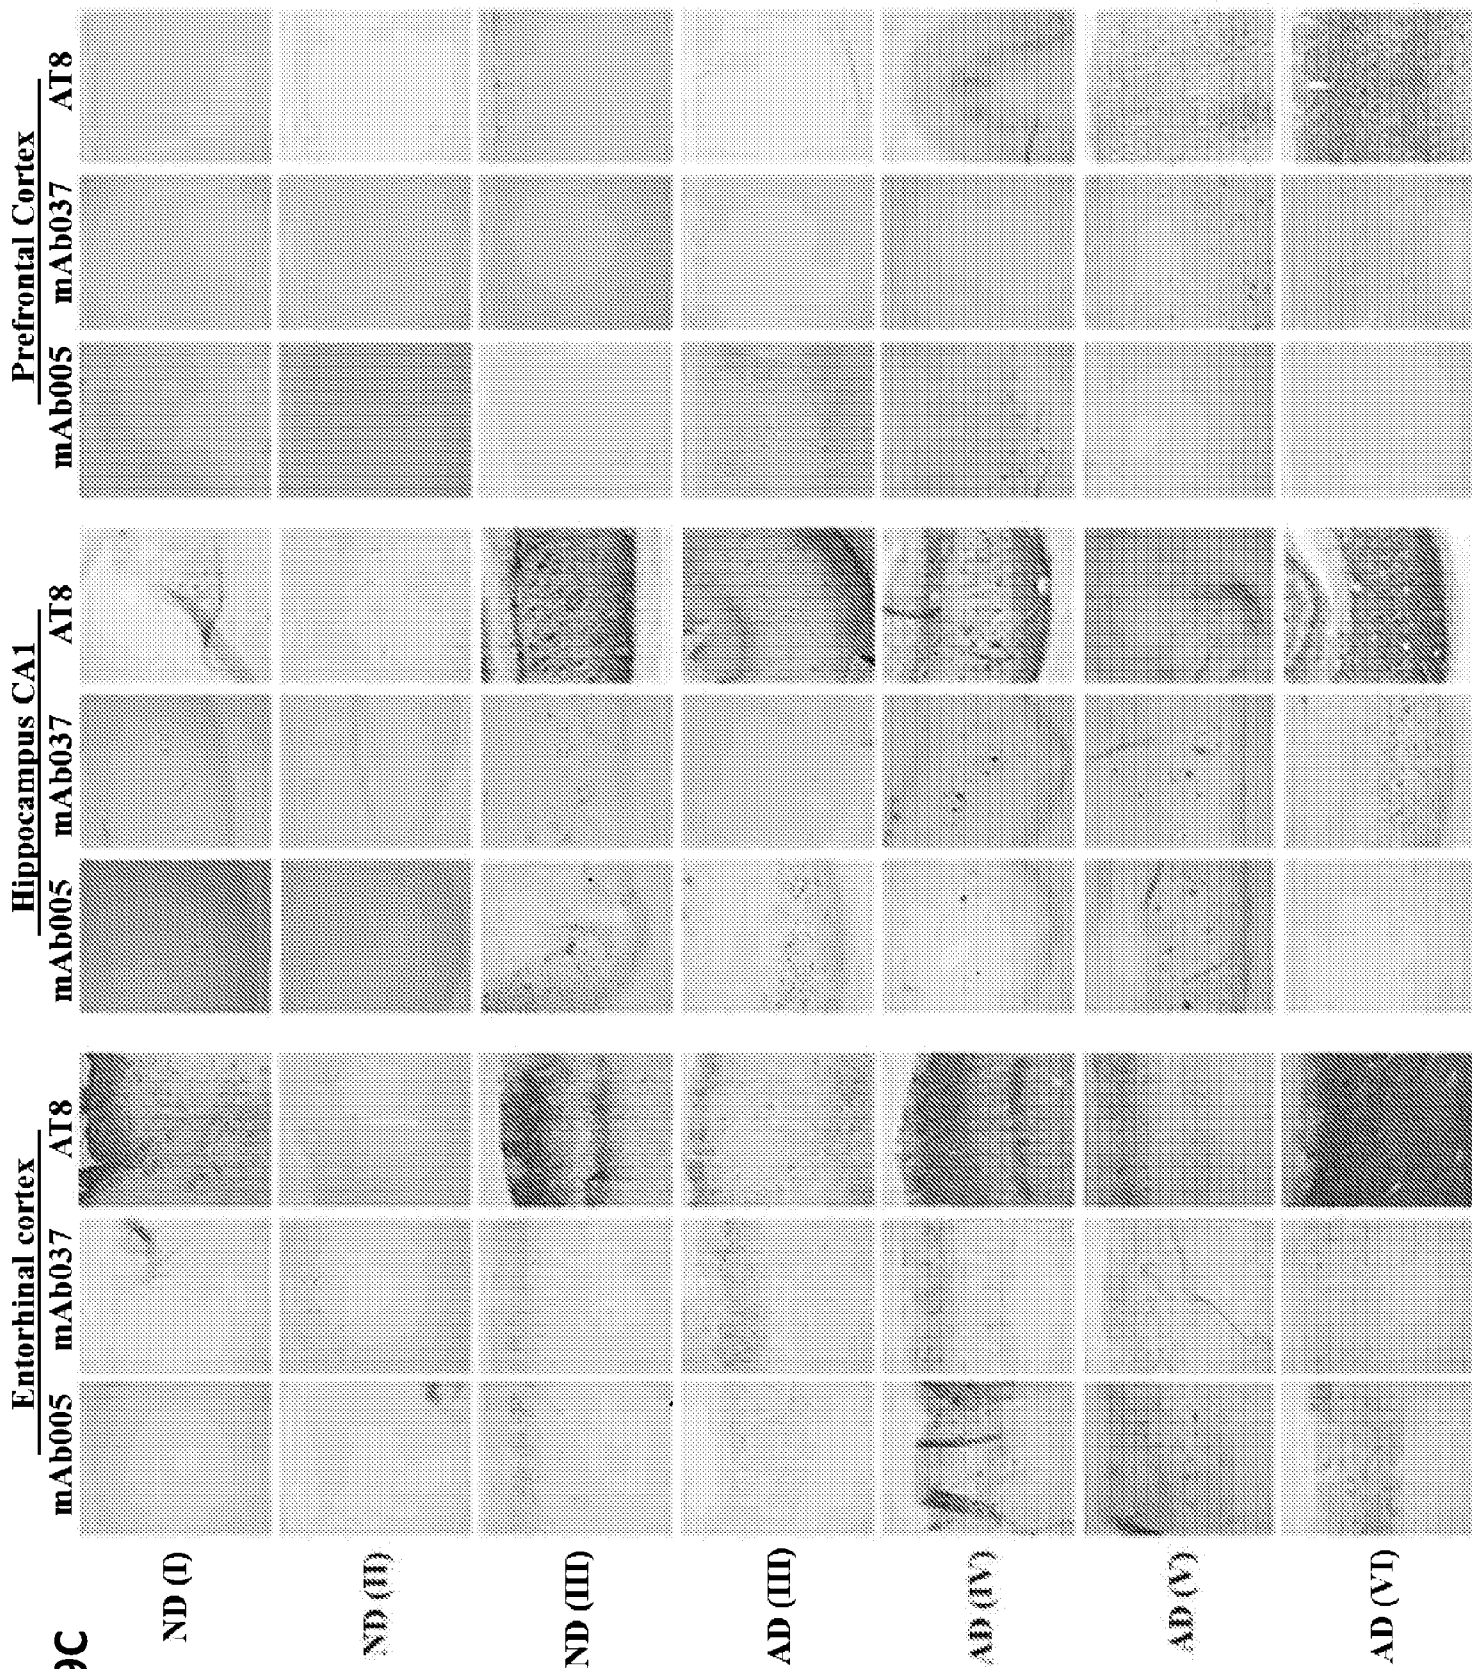 9C
Entorhinal cortex
Hippocampus CA1
Prefrontal Cortex
mAb005 mAb037 AT8 mAb005 mAb037 AT8 mAb005 mAb037 AT8
ND (I)
ND (II)
ND (III)
AD (III)
AD (IV)
AD (V)
AD (VI)